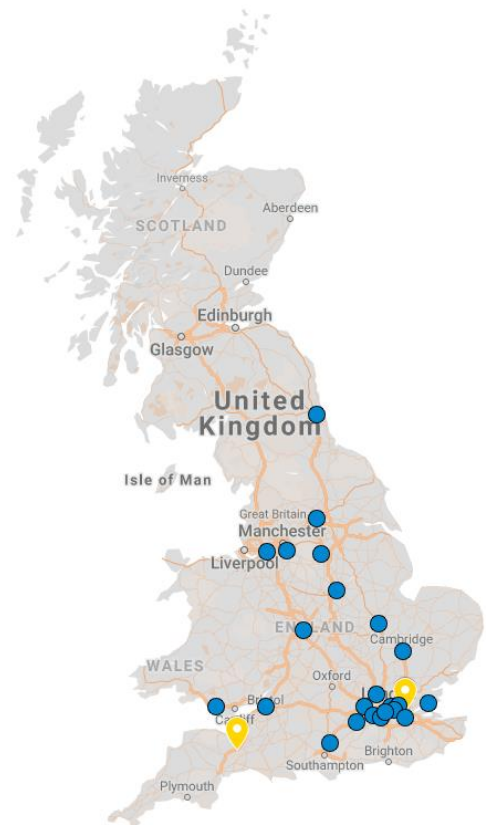 Inverness
Aberdeen
SCOTLAND
Dundee
Edinburgh
Glasgow
United
Kingdom
Isle of Man
Great Britain
Manchester
Liverpool
Cambridge
WALES
Oxford
Bristol
Cardiff
Southampton
Brighton
Plymouth